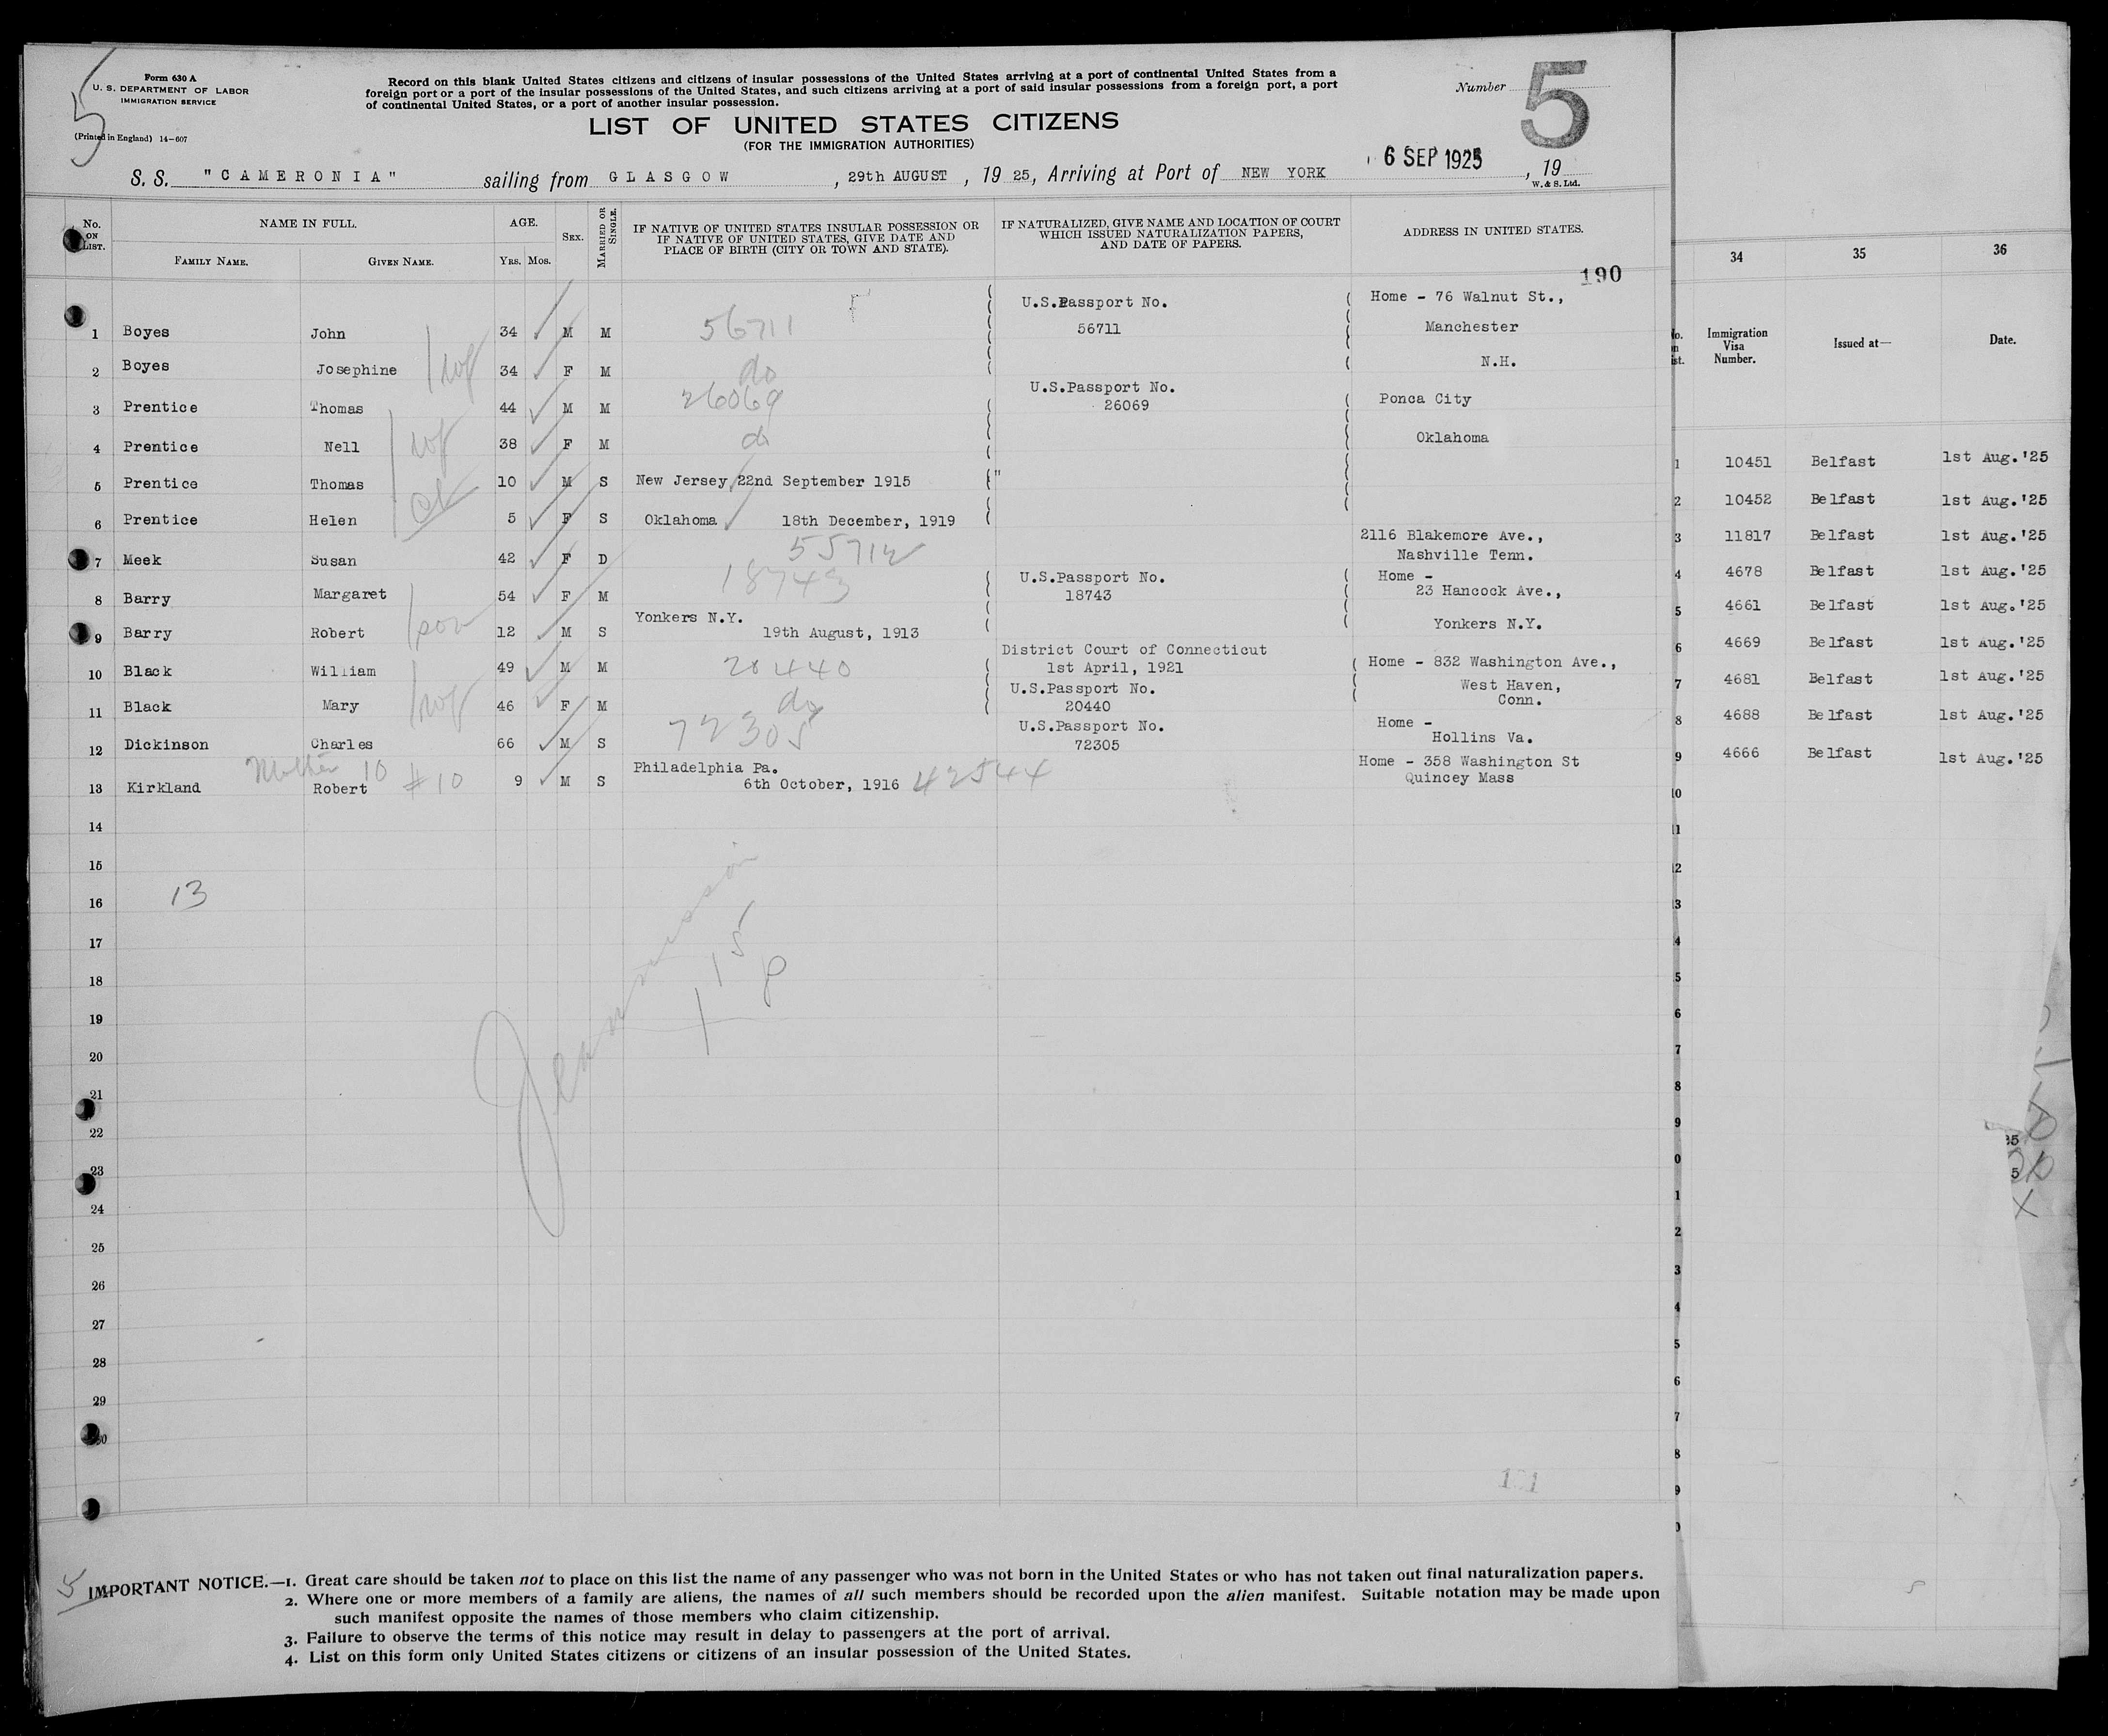 Form 630 A
U. S. DEPARTMENT OF LABOR
IMMIGRATION SERVICE
(Printed in England) 14-607
5
Record on this blank United States citizens and citizens of insular possessions of the United States arriving at a port of continental United States from a
foreign port or a port of the insular possessions of the United States, and such citizens arriving at a port of said insular possessions from a foreign port, a port
of continental United States, or a port of another insular possession.
Number 5
LIST OF UNITED STATES CITIZENS
(FOR THE IMMIGRATION AUTHORITIES)
S. S. "CAMERONIA" sailing from GLASGOW, 29th AUGUST, 19 25, Arriving at Port of NEW YORK 6 SEP 1925, 19
W. & S. Ltd.
No. ON LIST. NAME IN FULL. AGE. SEX. MARRIED OR SINGLE. IF NATIVE OF UNITED STATES INSULAR POSSESSION OR IF NATIVE OF UNITED STATES, GIVE DATE AND PLACE OF BIRTH (CITY OR TOWN AND STATE). IF NATURALIZED, GIVE NAME AND LOCATION OF COURT WHICH ISSUED NATURALIZATION PAPERS, AND DATE OF PAPERS. ADDRESS IN UNITED STATES.
FAMILY NAME. GIVEN NAME. YRS. MOS.
190
U.S.Passport No. Home - 76 Walnut St.,
1 Boyes John 34 M M 56711 56711 Manchester
2 Boyes Josephine wf 34 F M do N.H.
U.S.Passport No.
3 Prentice Thomas 44 M M 26069 26069 Ponca City
4 Prentice Nell wf 38 F M do Oklahoma
5 Prentice Thomas 10 M S New Jersey, 22nd September 1915 "
6 Prentice Helen ch 5 F S Oklahoma 18th December, 1919
2116 Blakemore Ave.,
7 Meek Susan 42 F D 55712 Nashville Tenn.
U.S.Passport No. Home -
8 Barry Margaret 54 F M 18743 18743 23 Hancock Ave.,
Yonkers N.Y.
9 Barry Robert son 12 M S 19th August, 1913 Yonkers N.Y.
District Court of Connecticut
10 Black William 49 M M 20440 1st April, 1921 Home - 832 Washington Ave.,
U.S.Passport No. West Haven,
11 Black Mary wf 46 F M do 20440 Conn.
U.S.Passport No. Home -
12 Dickinson Charles 66 M S 72305 72305 Hollins Va.
Mother 10 Philadelphia Pa. Home - 358 Washington St
13 Kirkland Robert #10 9 M S 6th October, 1916 42544 Quincey Mass
14
15
13
16
17
18
19
20
21
22
23
24
25
26
27
28
29
30
15
P
5
IMPORTANT NOTICE.—1. Great care should be taken not to place on this list the name of any passenger who was not born in the United States or who has not taken out final naturalization papers.
2. Where one or more members of a family are aliens, the names of all such members should be recorded upon the alien manifest. Suitable notation may be made upon
such manifest opposite the names of those members who claim citizenship.
3. Failure to observe the terms of this notice may result in delay to passengers at the port of arrival.
4. List on this form only United States citizens or citizens of an insular possession of the United States.
34 35 36
Immigration Visa Number. Issued at— Date.
1 10451 Belfast 1st Aug.'25
2 10452 Belfast 1st Aug.'25
3 11817 Belfast 1st Aug.'25
4 4678 Belfast 1st Aug.'25
5 4661 Belfast 1st Aug.'25
6 4669 Belfast 1st Aug.'25
7 4681 Belfast 1st Aug.'25
8 4688 Belfast 1st Aug.'25
9 4666 Belfast 1st Aug.'25